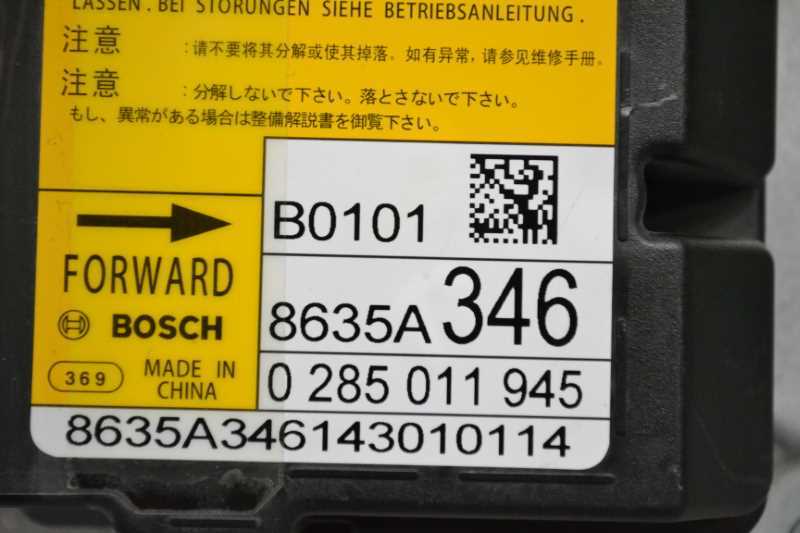 LASSEN. BEI STÖRUNGEN SIEHE BETRIEBSANLEITUNG.
注意 :请不要将其分解或使其掉落。如有异常，请参见维修手册。
注意 :分解しないで下さい。落とさないで下さい。
もし、異常がある場合は整備解説書を御覧下さい。
B0101
FORWARD
8635A 346
BOSCH
369 MADE IN
CHINA
0 285 011 945
8635A346143010114